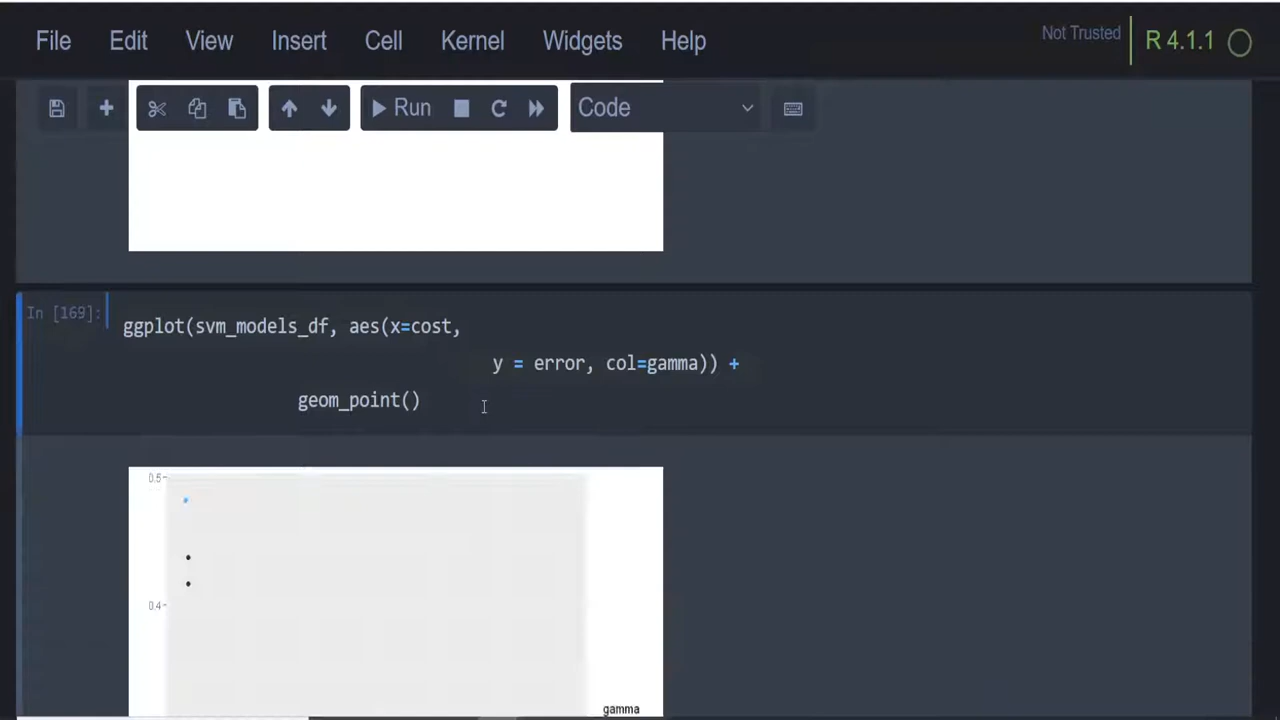 File Edit View Insert Cell Kernel Widgets Help Not Trusted R 4.1.1
Run Code
In [169]:
ggplot(svm_models_df, aes(x=cost,
y = error, col=gamma)) +
geom_point()
0.5
0.4
gamma